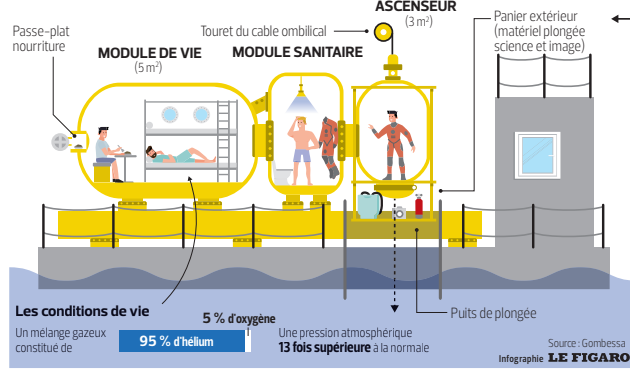 ASCENSEUR
(3 m²)
Passe-plat
nourriture
MODULE DE VIE
(5 m²)
Touret du cable ombilical
MODULE SANITAIRE
Panier extérieur
(matériel plongée
science et image)
Puits de plongée
Les conditions de vie
Un mélange gazeux
constitué de
5 % d'oxygène
95 % d'hélium
Une pression atmosphérique
13 fois supérieure à la normale
Source : Gombessa
Infographie LE FIGARO